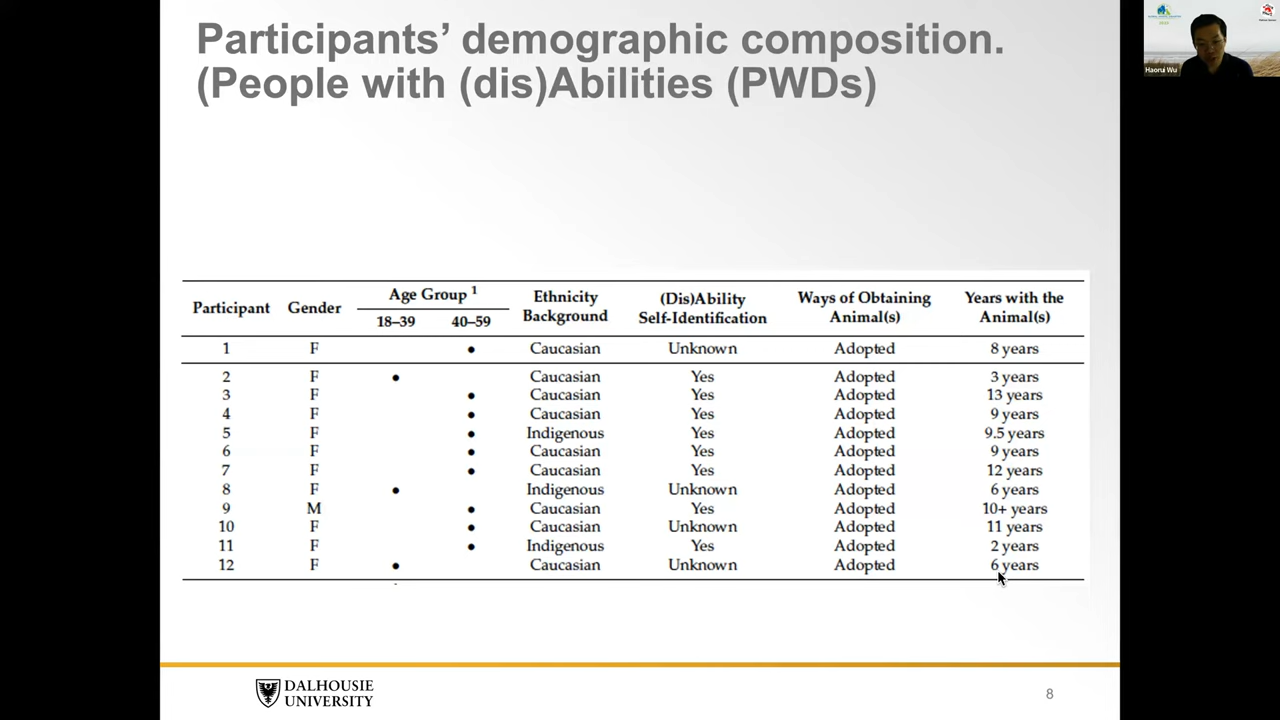 Participants’ demographic composition.
(People with (dis)Abilities (PWDs)
Haorui Wu
Participant Gender Age Group 1 Ethnicity Background (Dis)Ability Self-Identification Ways of Obtaining Animal(s) Years with the Animal(s)
18–39 40–59
1 F • Caucasian Unknown Adopted 8 years
2 F • Caucasian Yes Adopted 3 years
3 F • Caucasian Yes Adopted 13 years
4 F • Caucasian Yes Adopted 9 years
5 F • Indigenous Yes Adopted 9.5 years
6 F • Caucasian Yes Adopted 9 years
7 F • Caucasian Yes Adopted 12 years
8 F • Indigenous Unknown Adopted 6 years
9 M • Caucasian Yes Adopted 10+ years
10 F • Caucasian Unknown Adopted 11 years
11 F • Indigenous Yes Adopted 2 years
12 F • Caucasian Unknown Adopted 6 years
DALHOUSIE
UNIVERSITY
8